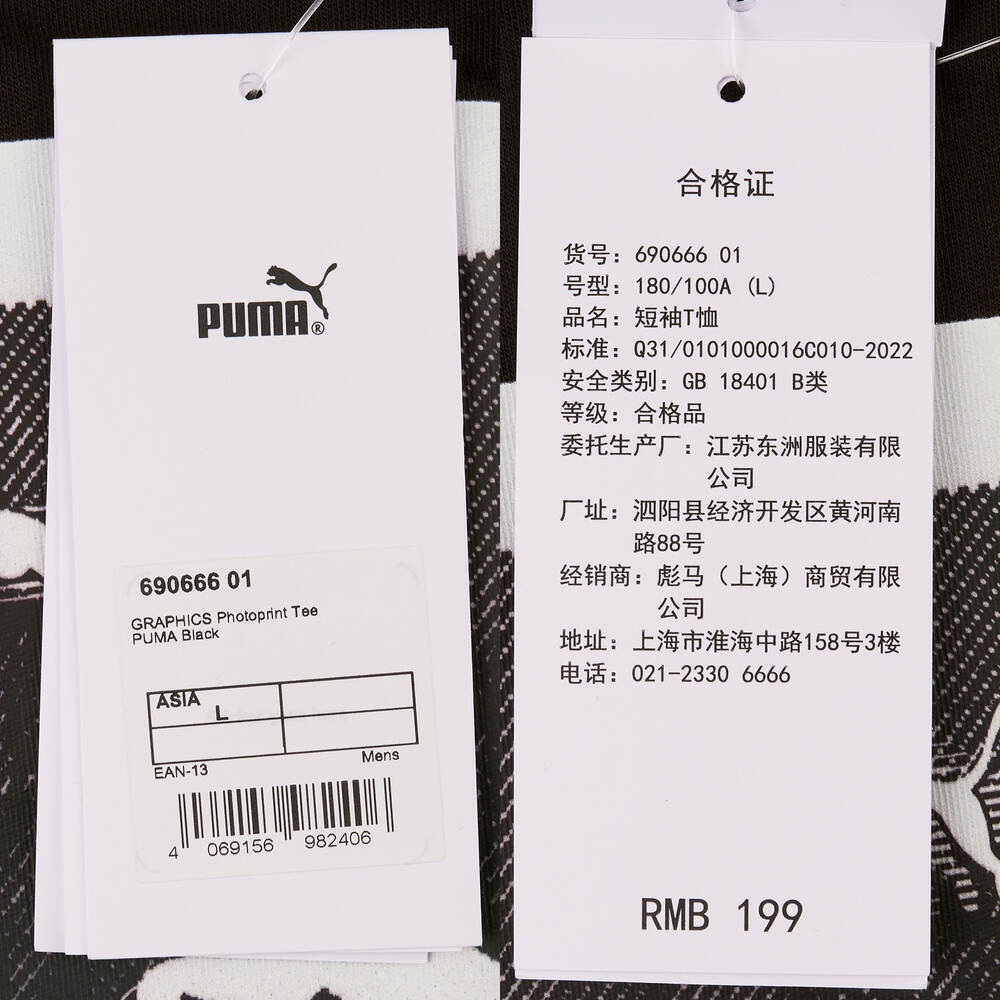 PUMA®
690666 01
GRAPHICS Photoprint Tee
PUMA Black
ASIA
L
EAN-13 Mens
4 069156 982406
合格证
货号：690666 01
号型：180/100A (L)
品名：短袖T恤
标准：Q31/0101000016C010-2022
安全类别：GB 18401 B类
等级：合格品
委托生产厂：江苏东洲服装有限
公司
厂址：泗阳县经济开发区黄河南
路88号
经销商：彪马（上海）商贸有限
公司
地址：上海市淮海中路158号3楼
电话：021-2330 6666
RMB 199